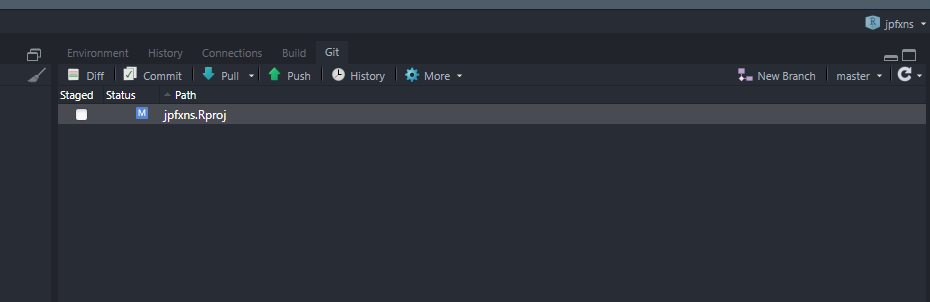 jpfxns
Environment History Connections Build Git
Diff Commit Pull Push History More New Branch master
Staged Status Path
M jpfxns.Rproj